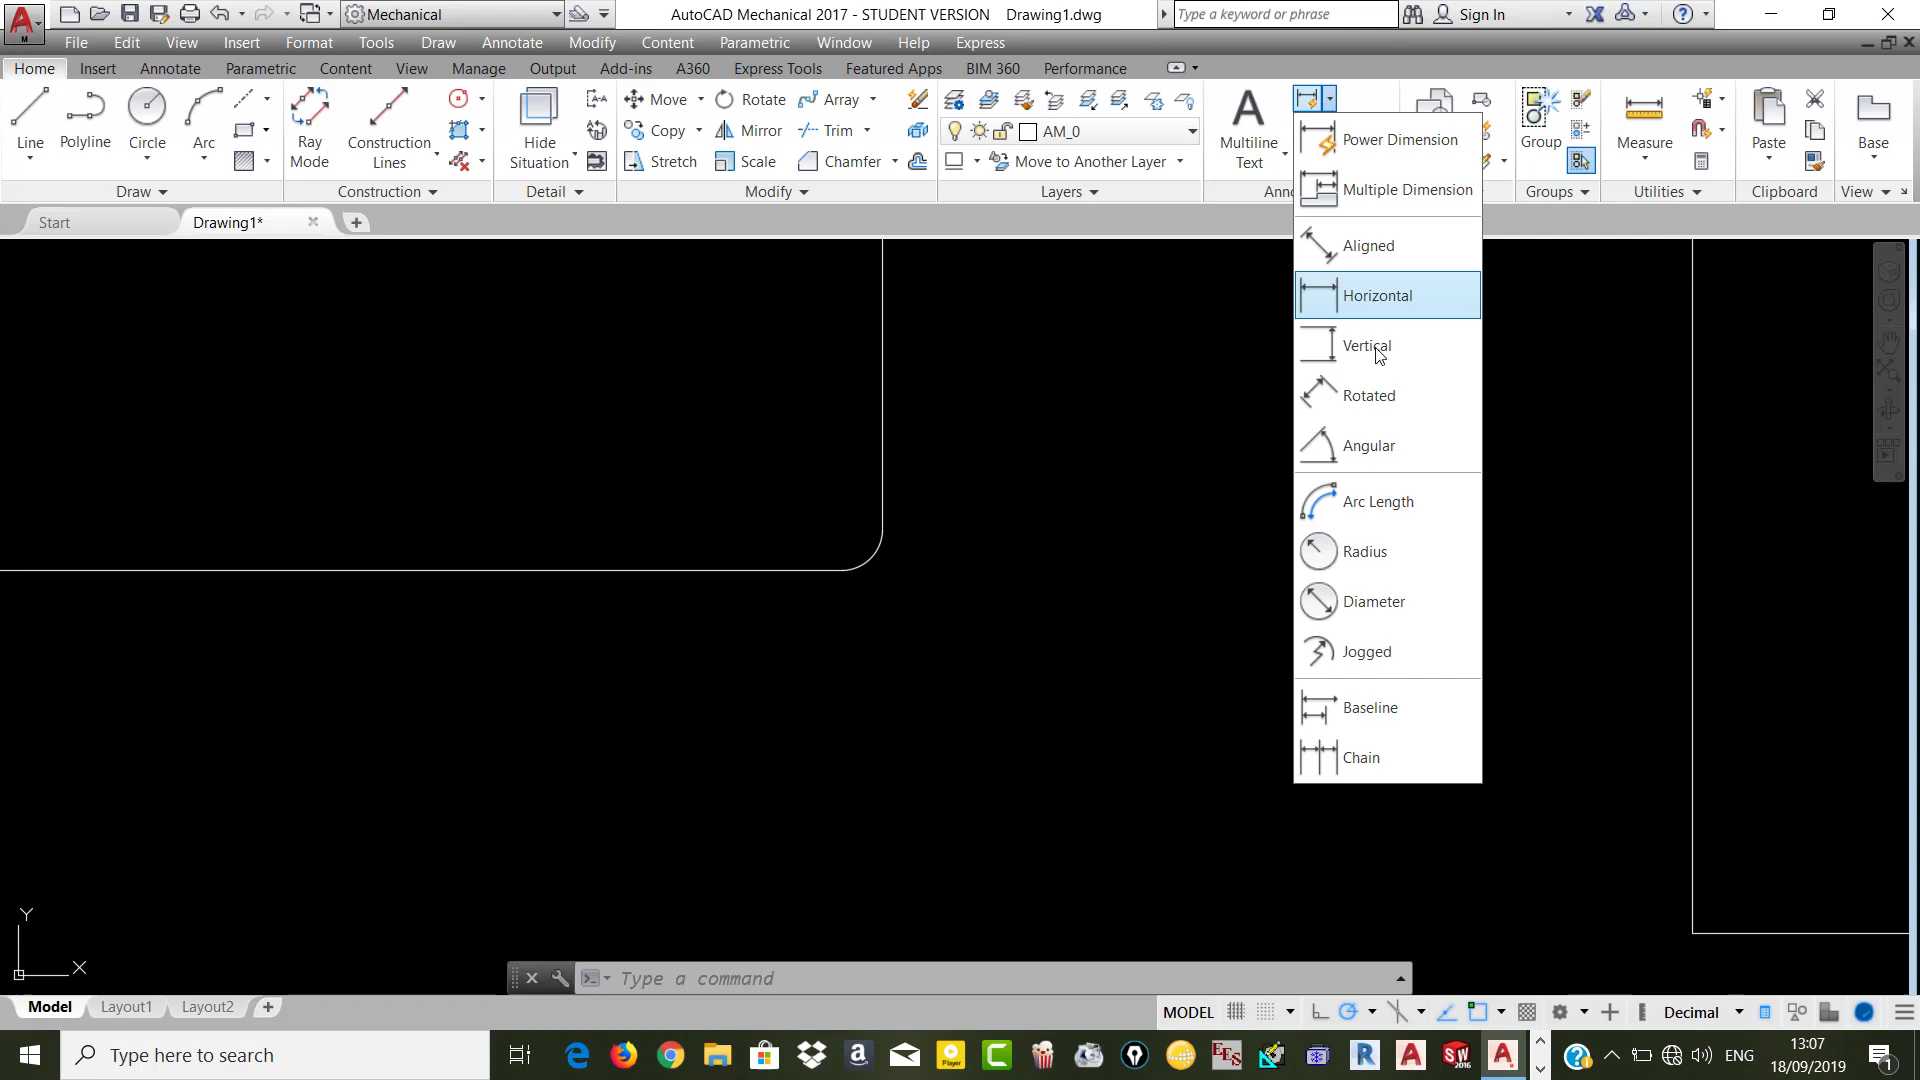 Mechanical
AutoCAD Mechanical 2017 - STUDENT VERSION Drawing1.dwg
Type a keyword or phrase
Sign In
File Edit View Insert Format Tools Draw Annotate Modify Content Parametric Window Help Express
Home Insert Annotate Parametric Content View Manage Output Add-ins A360 Express Tools Featured Apps BIM 360 Performance
Line
Polyline
Circle
Arc
Draw
Ray
Mode
Construction
Lines
Construction
Hide
Situation
Detail
Move Rotate Array
Copy Mirror Trim
Stretch Scale Chamfer
Modify
AM_0
Move to Another Layer
Layers
Multiline
Text
Ann
Group
Groups
Measure
Utilities
Paste
Clipboard
Base
View
Start
Drawing1*
Power Dimension
Multiple Dimension
Aligned
Horizontal
Vertical
Rotated
Angular
Arc Length
Radius
Diameter
Jogged
Baseline
Chain
Y
X
Type a command
Model Layout1 Layout2
MODEL
Decimal
Type here to search
Player
EES
SW
2016
ENG
13:07
18/09/2019
1